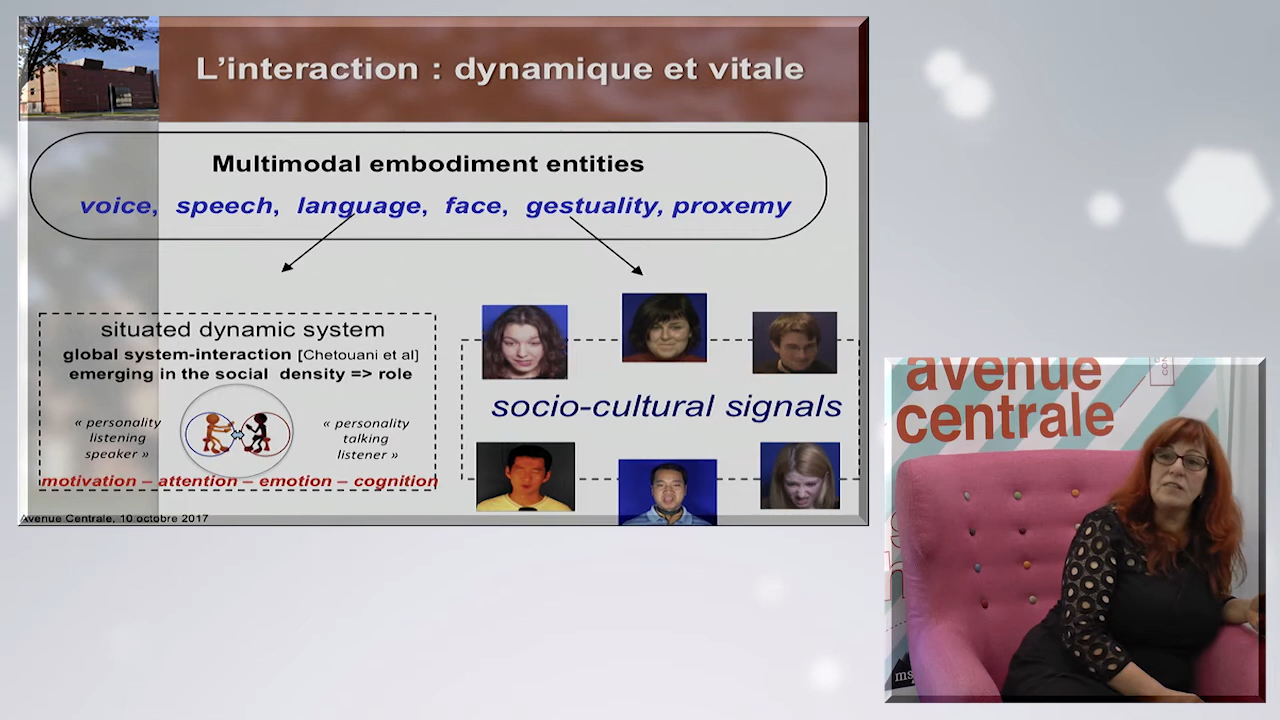 L'interaction : dynamique et vitale
Multimodal embodiment entities
voice, speech, language, face, gestuality, proxemy
situated dynamic system
global system-interaction [Chetouani et al]
emerging in the social density => role
« personality
listening
speaker »
« personality
talking
listener »
motivation – attention – emotion – cognition
socio-cultural signals
Avenue Centrale, 10 octobre 2017
avenue
centrale